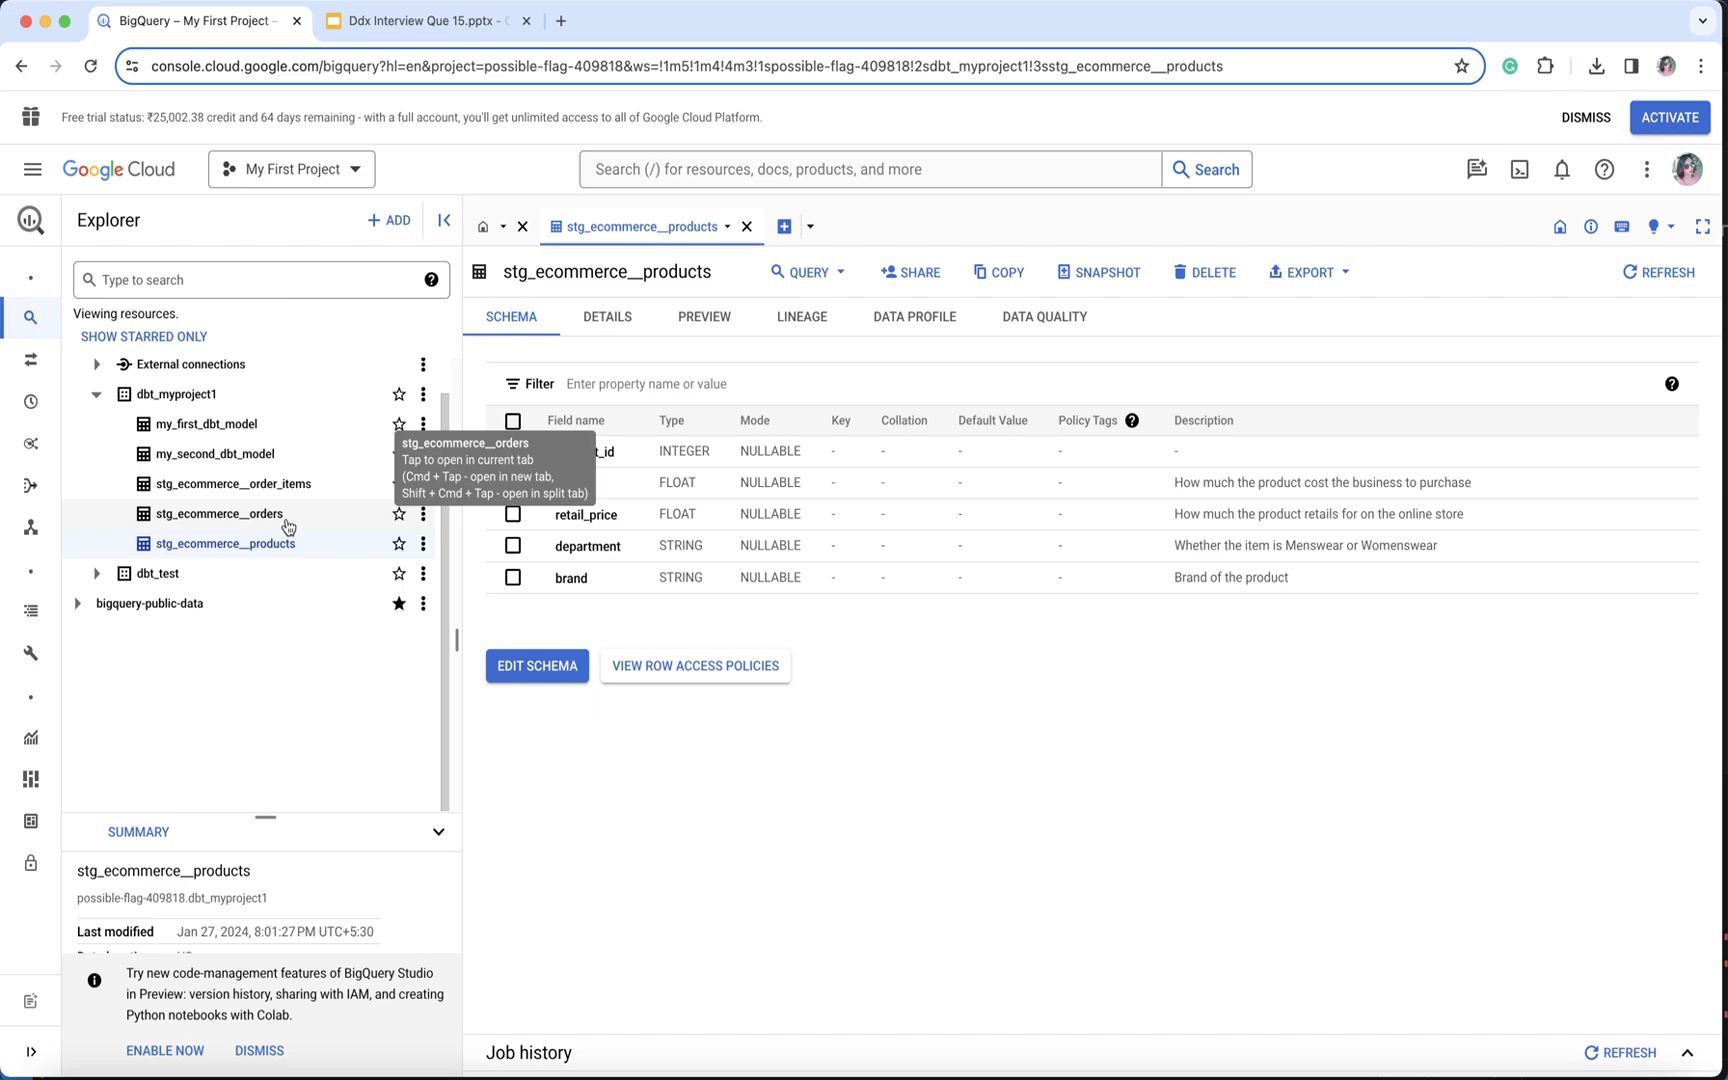 BigQuery – My First Project –
Ddx Interview Que 15.pptx -
console.cloud.google.com/bigquery?hl=en&project=possible-flag-409818&ws=!1m5!1m4!4m3!1spossible-flag-409818!2sdbt_myproject1!3sstg_ecommerce__products
Free trial status: ₹25,002.38 credit and 64 days remaining - with a full account, you'll get unlimited access to all of Google Cloud Platform.
DISMISS
ACTIVATE
Google Cloud
My First Project
Search (/) for resources, docs, products, and more
Search
Explorer
+ ADD
stg_ecommerce__products
Type to search
Viewing resources.
SHOW STARRED ONLY
External connections
dbt_myproject1
my_first_dbt_model
my_second_dbt_model
stg_ecommerce__order_items
stg_ecommerce__orders
stg_ecommerce__products
dbt_test
bigquery-public-data
stg_ecommerce__orders
Tap to open in current tab
(Cmd + Tap - open in new tab,
Shift + Cmd + Tap - open in split tab)
stg_ecommerce__products
QUERY
SHARE
COPY
SNAPSHOT
DELETE
EXPORT
REFRESH
SCHEMA
DETAILS
PREVIEW
LINEAGE
DATA PROFILE
DATA QUALITY
Filter Enter property name or value
Field name Type Mode Key Collation Default Value Policy Tags Description
t_id INTEGER NULLABLE - - - - -
FLOAT NULLABLE - - - - How much the product cost the business to purchase
retail_price FLOAT NULLABLE - - - - How much the product retails for on the online store
department STRING NULLABLE - - - - Whether the item is Menswear or Womenswear
brand STRING NULLABLE - - - - Brand of the product
EDIT SCHEMA
VIEW ROW ACCESS POLICIES
SUMMARY
stg_ecommerce__products
possible-flag-409818.dbt_myproject1
Last modified Jan 27, 2024, 8:01:27 PM UTC+5:30
Try new code-management features of BigQuery Studio
in Preview: version history, sharing with IAM, and creating
Python notebooks with Colab.
ENABLE NOW
DISMISS
Job history
REFRESH